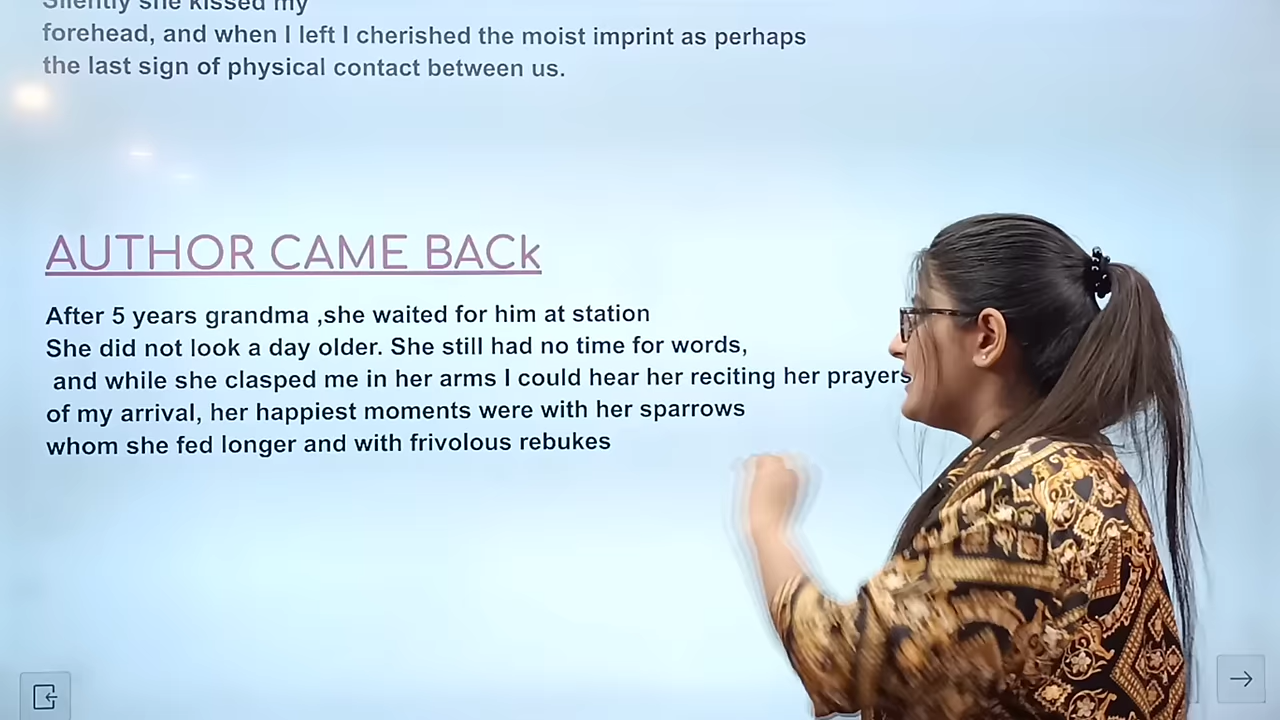 Silently she kissed my
forehead, and when I left I cherished the moist imprint as perhaps
the last sign of physical contact between us.
AUTHOR CAME BACk
After 5 years grandma ,she waited for him at station
She did not look a day older. She still had no time for words,
and while she clasped me in her arms I could hear her reciting her prayers
of my arrival, her happiest moments were with her sparrows
whom she fed longer and with frivolous rebukes